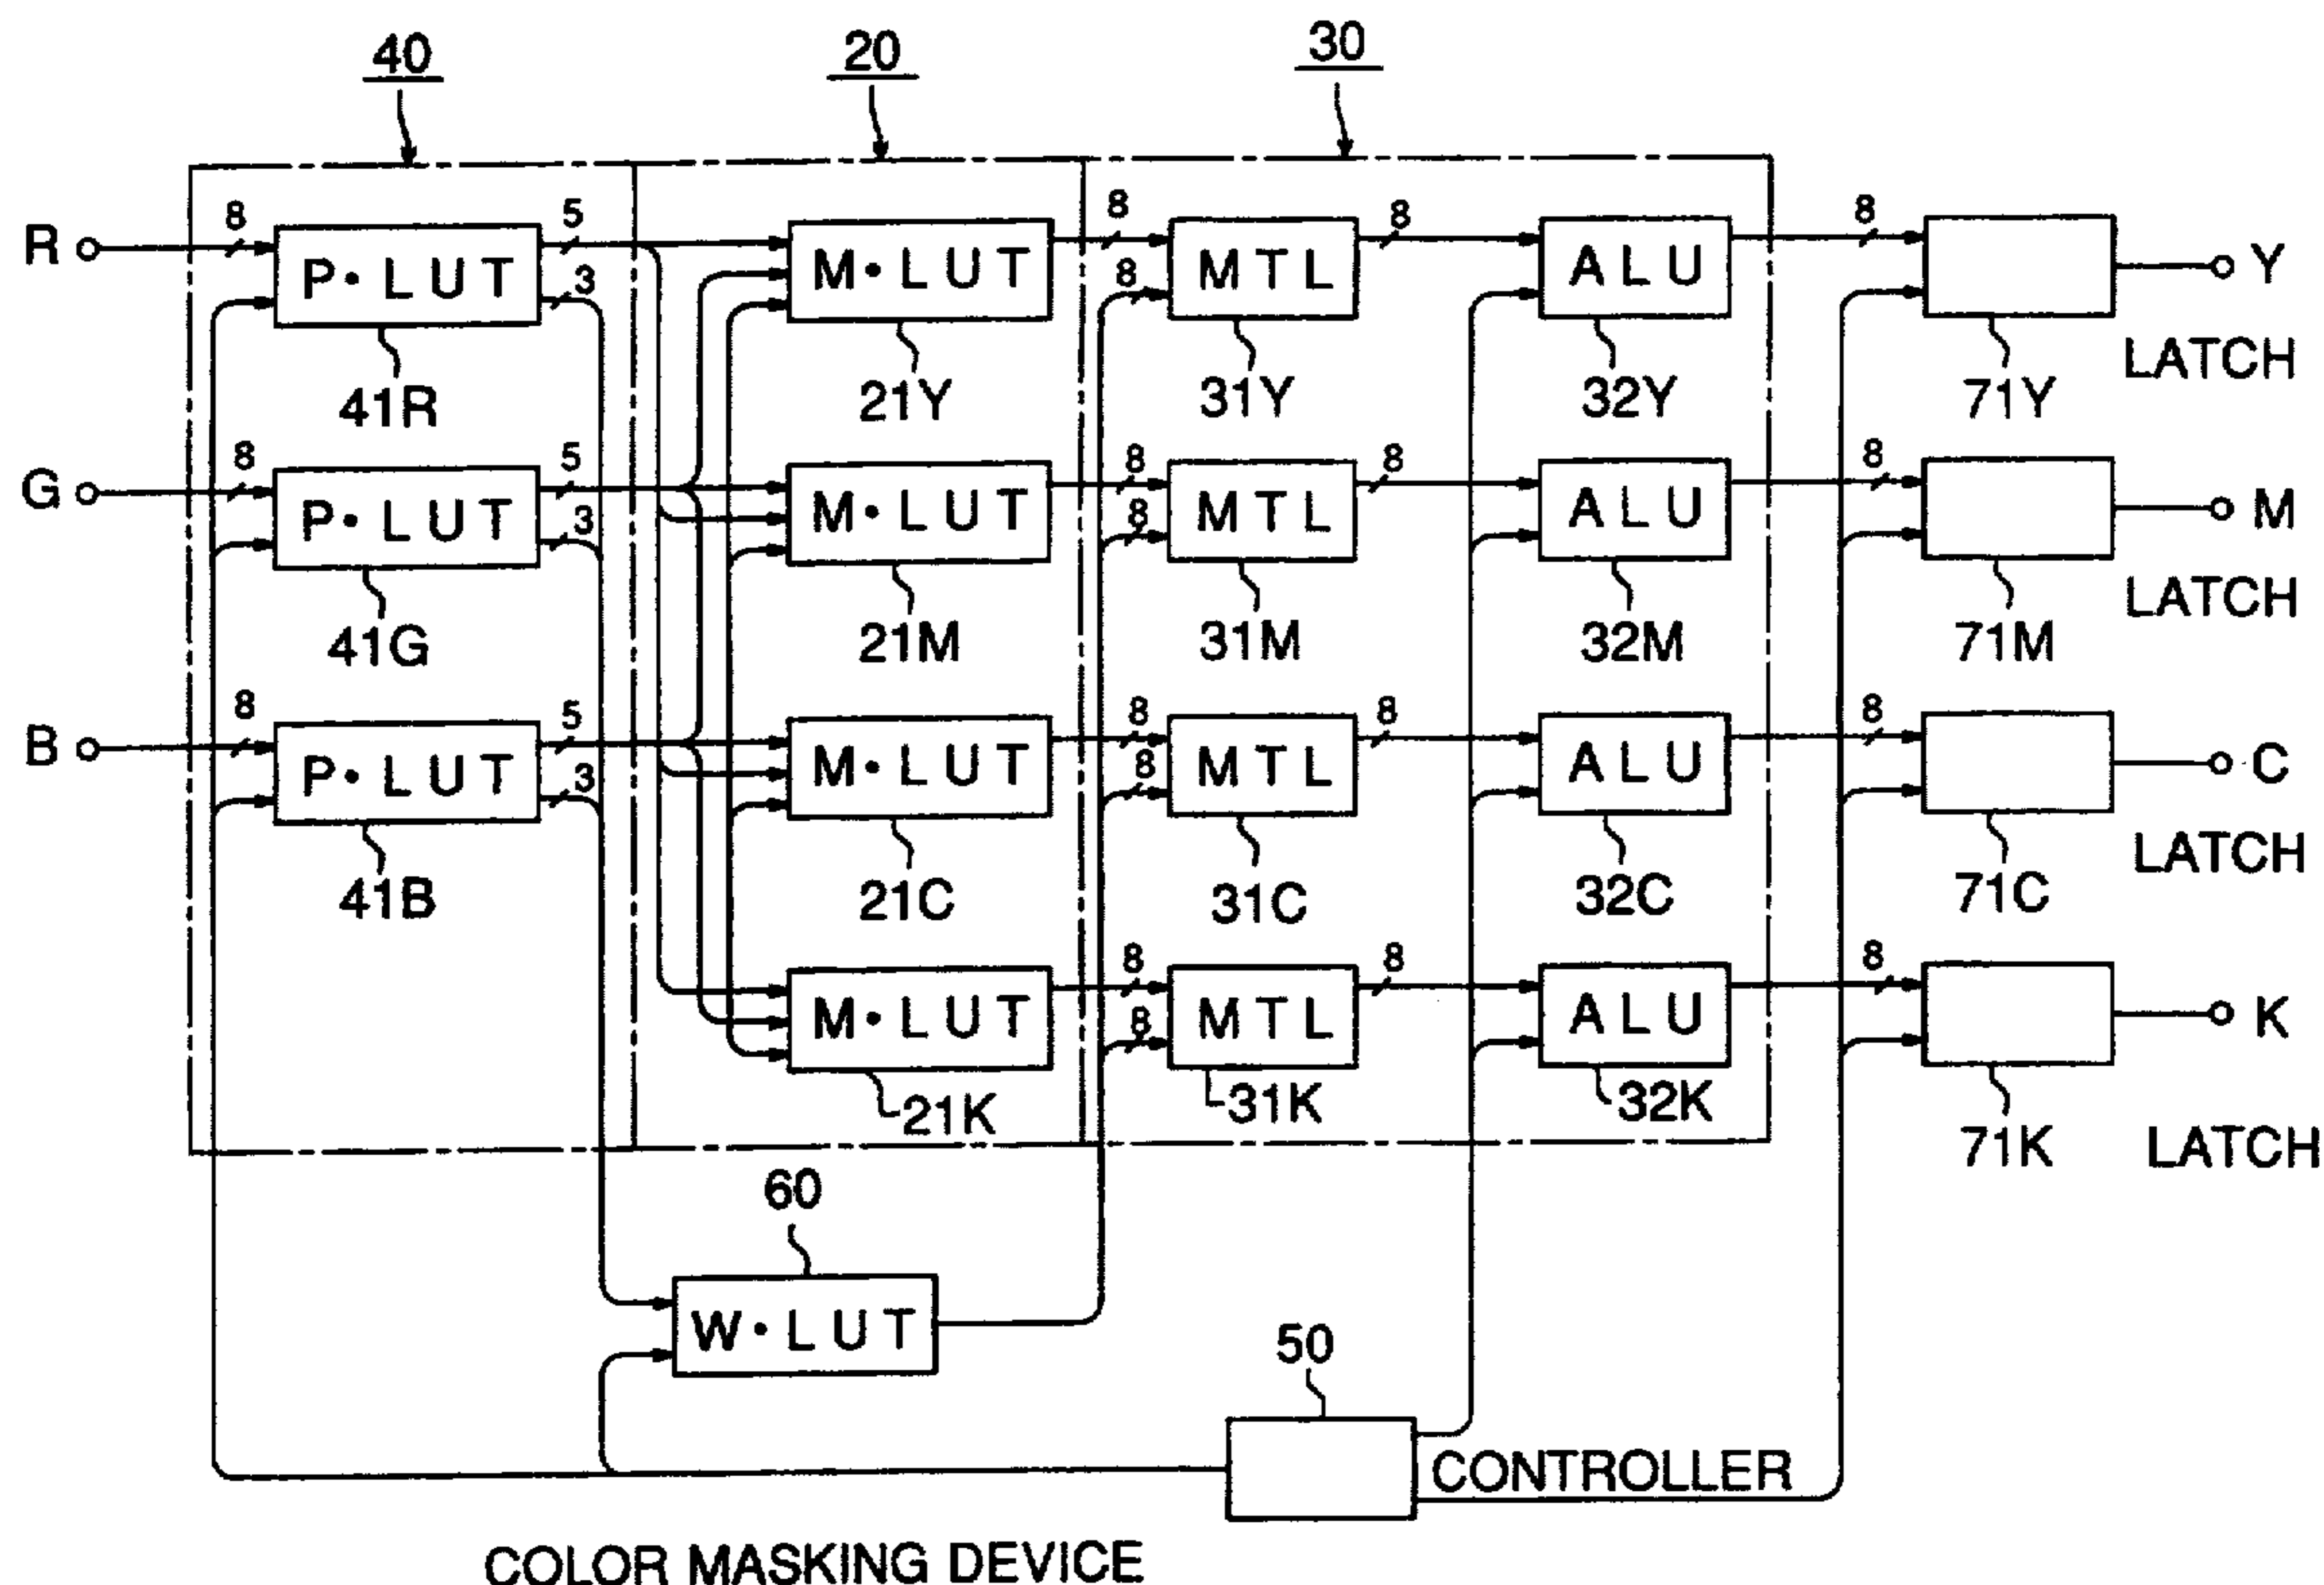 40 20 30
R 8 P·LUT 5 M·LUT 8 MTL 8 ALU 8 Y
3 8
41R 21Y 31Y 32Y 71Y LATCH
G 8 P·LUT 5 M·LUT 8 MTL 8 ALU 8 M
3 8
41G 21M 31M 32M 71M LATCH
B 8 P·LUT 5 M·LUT 8 MTL 8 ALU 8 C
3 8
41B 21C 31C 32C 71C LATCH
M·LUT 8 MTL 8 ALU 8 K
8
21K 31K 32K 71K LATCH
60
W·LUT
50
CONTROLLER
COLOR MASKING DEVICE